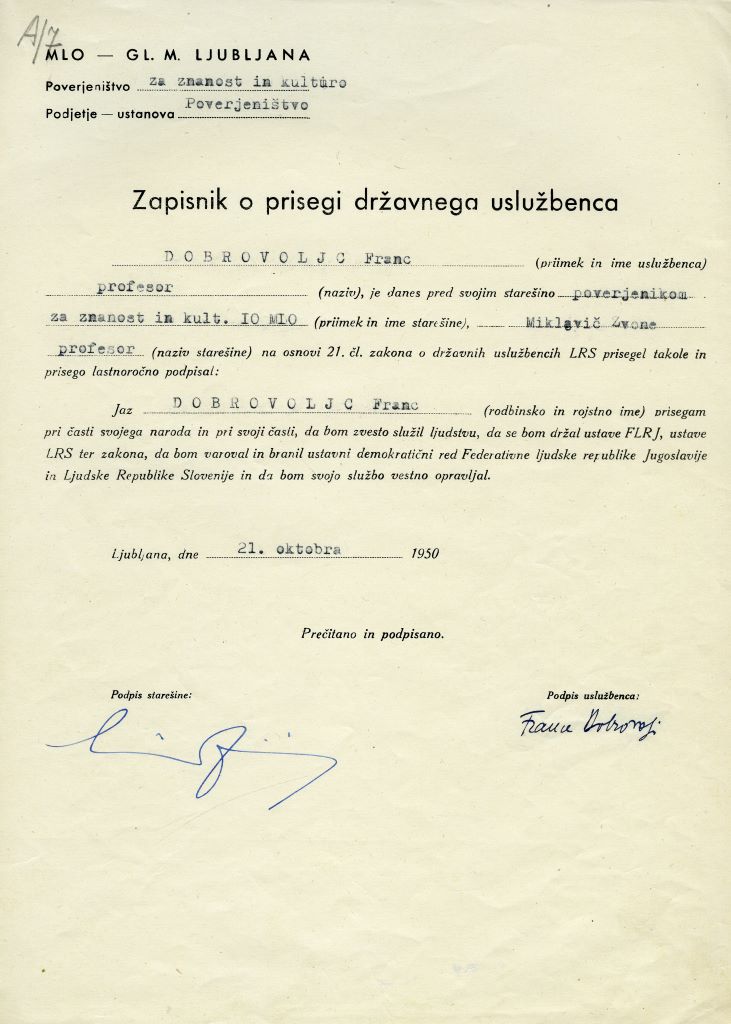 A/7
MLO — GL. M. LJUBLJANA
Poverjeništvo za znanost in kulturo
Podjetje — ustanova Poverjeništvo
Zapisnik o prisegi državnega uslužbenca
DOBROVOLJC Franc (priimek in ime uslužbenca)
profesor (naziv), je danes pred svojim starešino poverjenikom
za znanost in kult. IO MLO (priimek in ime starešine), Miklavič Zvone
profesor (naziv starešine) na osnovi 21. čl. zakona o državnih uslužbencih LRS prisegel takole in
prisego lastnoročno podpisal:
Jaz DOBROVOLJC Franc (rodbinsko in rojstno ime) prisegam
pri časti svojega naroda in pri svoji časti, da bom zvesto služil ljudstvu, da se bom držal ustave FLRJ, ustave
LRS ter zakona, da bom varoval in branil ustavni demokratični red Federativne ljudske republike Jugoslavije
in Ljudske Republike Slovenije in da bom svojo službo vestno opravljal.
Ljubljana, dne 21. oktobra 1950
Prečitano in podpisano.
Podpis starešine: Podpis uslužbenca:
France